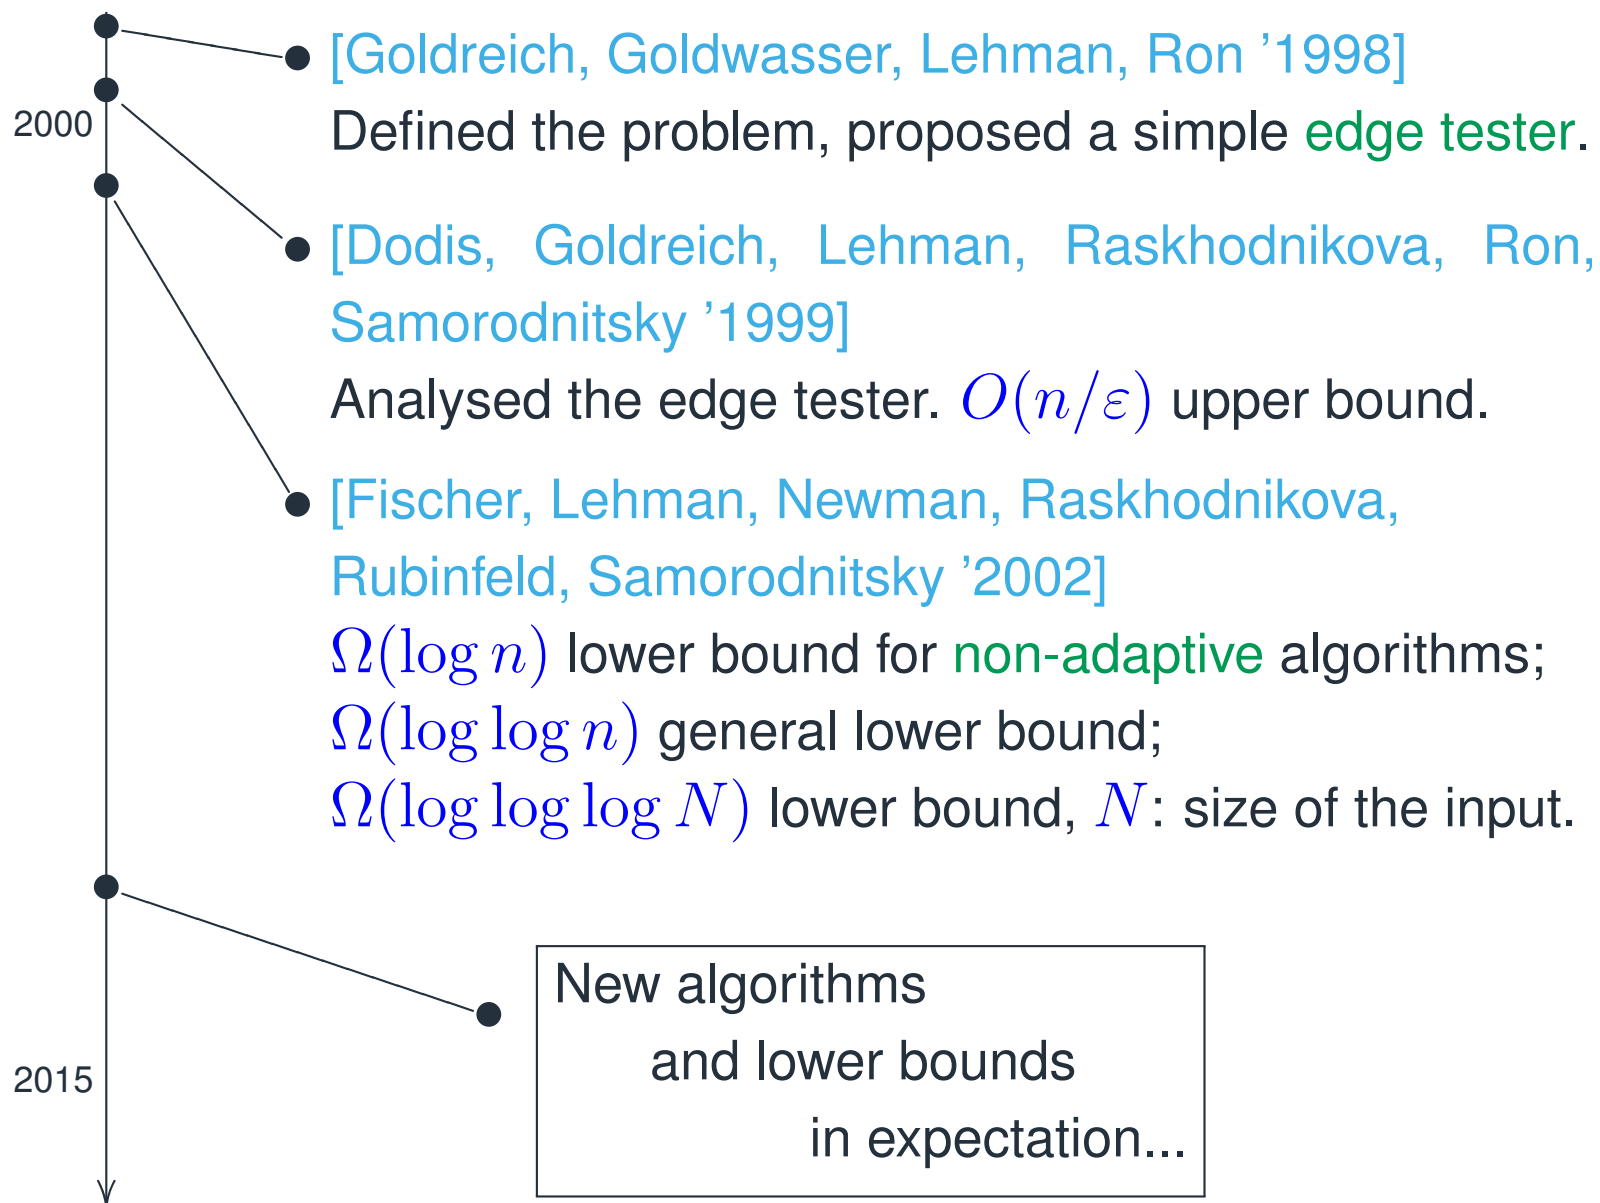 [Goldreich, Goldwasser, Lehman, Ron ’1998]
2000
Defined the problem, proposed a simple edge tester.
[Dodis, Goldreich, Lehman, Raskhodnikova, Ron,
Samorodnitsky ’1999]
Analysed the edge tester. O(n/ε) upper bound.
[Fischer, Lehman, Newman, Raskhodnikova,
Rubinfeld, Samorodnitsky ’2002]
Ω(log n) lower bound for non-adaptive algorithms;
Ω(log log n) general lower bound;
Ω(log log log N) lower bound, N: size of the input.
New algorithms
and lower bounds
2015
in expectation...